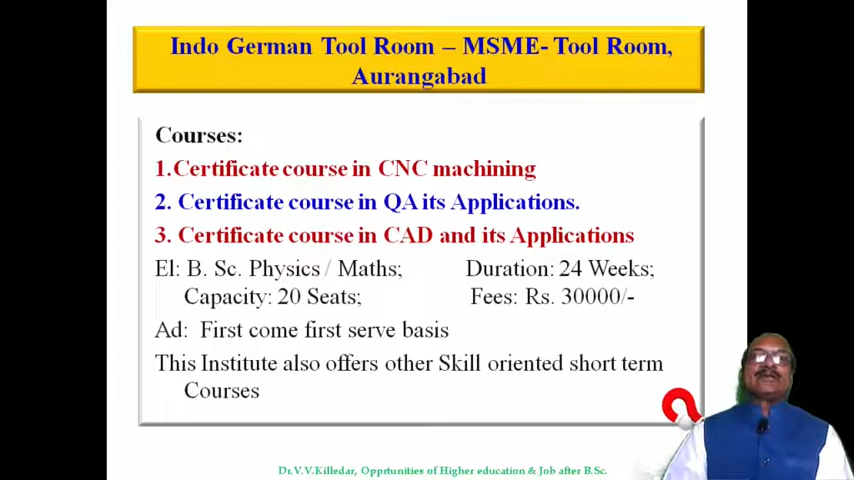 Indo German Tool Room – MSME- Tool Room,
Aurangabad
Courses:
1.Certificate course in CNC machining
2. Certificate course in QA its Applications.
3. Certificate course in CAD and its Applications
El: B. Sc. Physics / Maths; Duration: 24 Weeks;
Capacity: 20 Seats; Fees: Rs. 30000/-
Ad: First come first serve basis
This Institute also offers other Skill oriented short term
Courses
Dr.V.V.Killedar, Opprtunities of Higher education & Job after B.Sc.